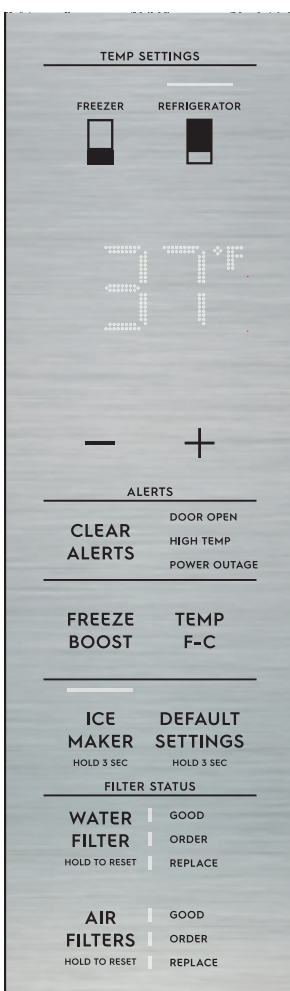 TEMP SETTINGS
FREEZER REFRIGERATOR
37°F
− +
ALERTS
CLEAR ALERTS
DOOR OPEN
HIGH TEMP
POWER OUTAGE
FREEZE BOOST
TEMP F-C
ICE MAKER
HOLD 3 SEC
DEFAULT SETTINGS
HOLD 3 SEC
FILTER STATUS
WATER FILTER
HOLD TO RESET
GOOD
ORDER
REPLACE
AIR FILTERS
HOLD TO RESET
GOOD
ORDER
REPLACE